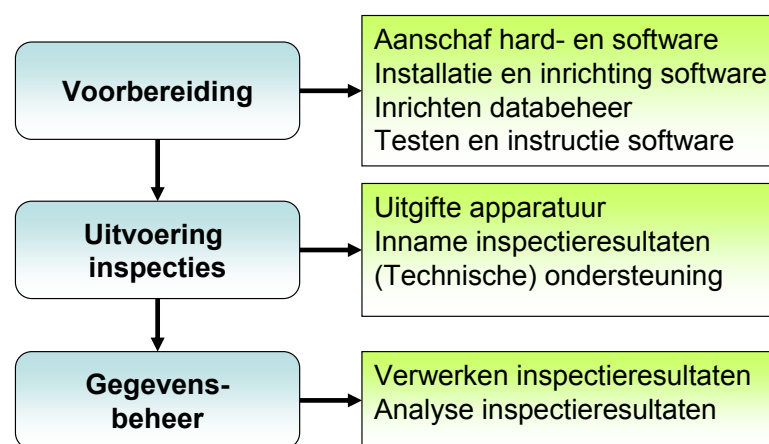 Voorbereiding
Aanschaf hard- en software
Installatie en inrichting software
Inrichten databeheer
Testen en instructie software
Uitvoering
inspecties
Uitgifte apparatuur
Inname inspectieresultaten
(Technische) ondersteuning
Gegevens-
beheer
Verwerken inspectieresultaten
Analyse inspectieresultaten